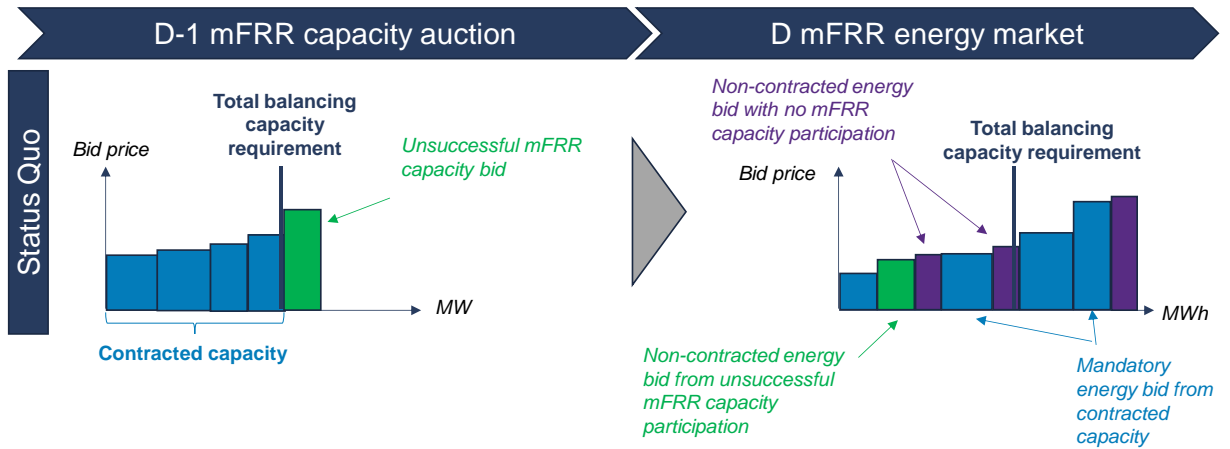 D-1 mFRR capacity auction
D mFRR energy market
Status Quo
Total balancing
capacity
requirement
Bid price
Unsuccessful mFRR
capacity bid
MW
Contracted capacity
Non-contracted energy
bid with no mFRR
capacity participation
Total balancing
capacity requirement
Bid price
MWh
Non-contracted energy
bid from unsuccessful
mFRR capacity
participation
Mandatory
energy bid from
contracted
capacity